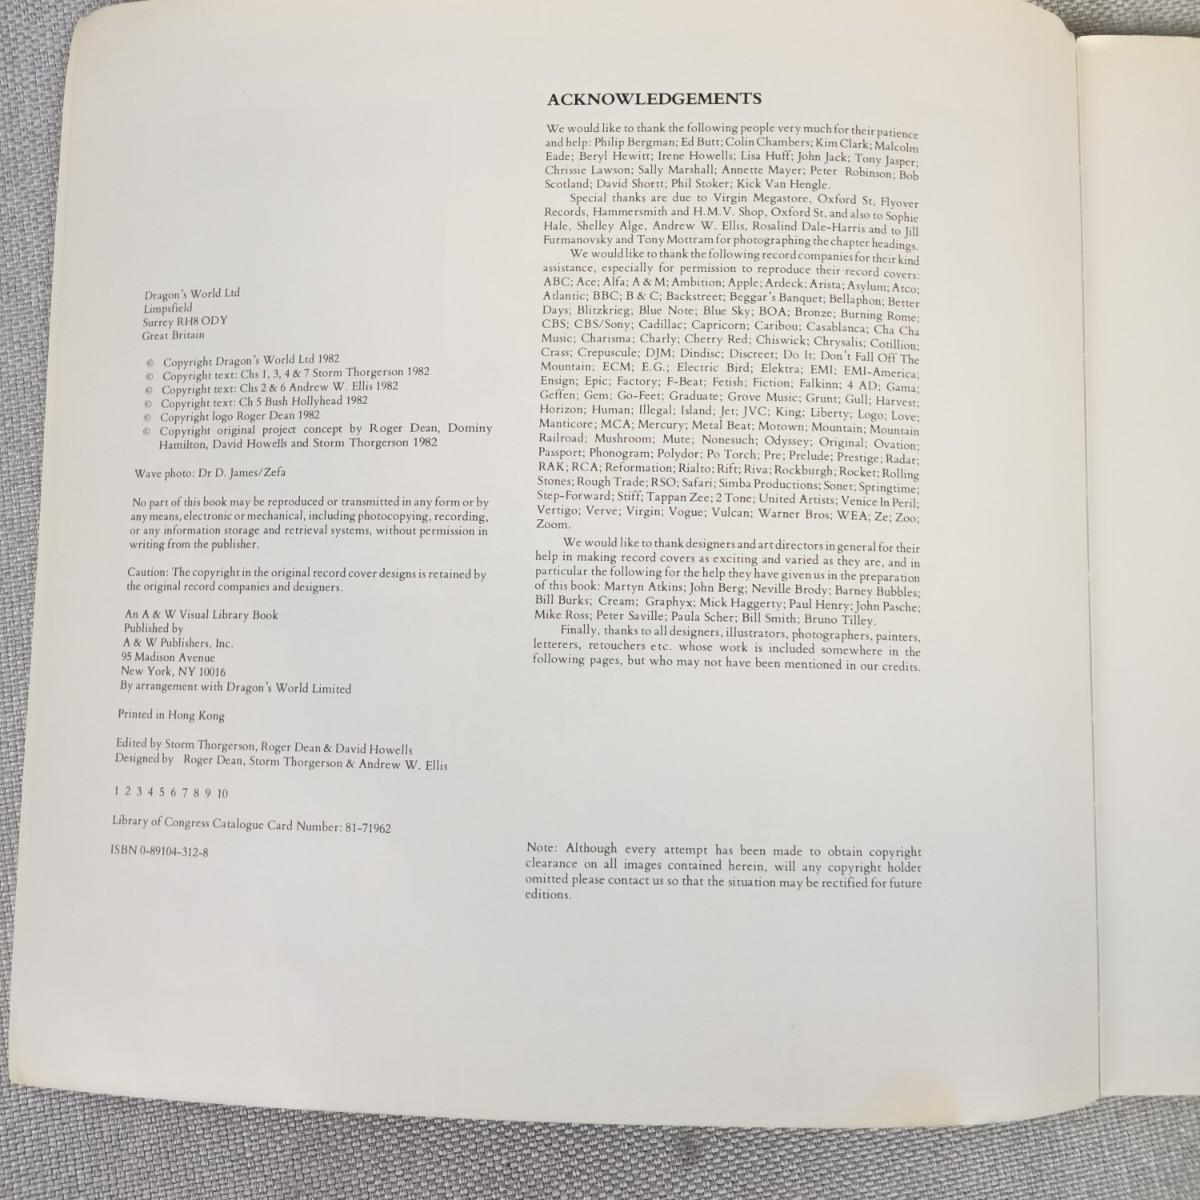 Dragon's World Ltd
Limpsfield
Surrey RH8 ODY
Great Britain
© Copyright Dragon's World Ltd 1982
© Copyright text: Chs 1, 3, 4 & 7 Storm Thorgerson 1982
© Copyright text: Chs 2 & 6 Andrew W. Ellis 1982
© Copyright text: Ch 5 Bush Hollyhead 1982
© Copyright logo Roger Dean 1982
© Copyright original project concept by Roger Dean, Dominy
Hamilton, David Howells and Storm Thorgerson 1982
Wave photo: Dr D. James/Zefa
No part of this book may be reproduced or transmitted in any form or by
any means, electronic or mechanical, including photocopying, recording,
or any information storage and retrieval systems, without permission in
writing from the publisher.
Caution: The copyright in the original record cover designs is retained by
the original record companies and designers.
An A & W Visual Library Book
Published by
A & W Publishers, Inc.
95 Madison Avenue
New York, NY 10016
By arrangement with Dragon's World Limited
Printed in Hong Kong
Edited by Storm Thorgerson, Roger Dean & David Howells
Designed by Roger Dean, Storm Thorgerson & Andrew W. Ellis
1 2 3 4 5 6 7 8 9 10
Library of Congress Catalogue Card Number: 81-71962
ISBN 0-89104-312-8
ACKNOWLEDGEMENTS
We would like to thank the following people very much for their patience
and help: Philip Bergman; Ed Butt; Colin Chambers; Kim Clark; Malcolm
Eade; Beryl Hewitt; Irene Howells; Lisa Huff; John Jack; Tony Jasper;
Chrissie Lawson; Sally Marshall; Annette Mayer; Peter Robinson; Bob
Scotland; David Shortt; Phil Stoker; Kick Van Hengle.
Special thanks are due to Virgin Megastore, Oxford St, Flyover
Records, Hammersmith and H.M.V. Shop, Oxford St, and also to Sophie
Hale, Shelley Alge, Andrew W. Ellis, Rosalind Dale-Harris and to Jill
Furmanovsky and Tony Mottram for photographing the chapter headings.
We would like to thank the following record companies for their kind
assistance, especially for permission to reproduce their record covers:
ABC; Ace; Alfa; A & M; Ambition; Apple; Ardeck; Arista; Asylum; Atco;
Atlantic; BBC; B & C; Backstreet; Beggar's Banquet; Bellaphon; Better
Days; Blitzkrieg; Blue Note; Blue Sky; BOA; Bronze; Burning Rome;
CBS; CBS/Sony; Cadillac; Capricorn; Caribou; Casablanca; Cha Cha
Music; Charisma; Charly; Cherry Red; Chiswick; Chrysalis; Cotillion;
Crass; Crepuscule; DJM; Dindisc; Discreet; Do It; Don't Fall Off The
Mountain; ECM; E.G.; Electric Bird; Elektra; EMI; EMI-America;
Ensign; Epic; Factory; F-Beat; Fetish; Fiction; Falkinn; 4 AD; Gama;
Geffen; Gem; Go-Feet; Graduate; Grove Music; Grunt; Gull; Harvest;
Horizon; Human; Illegal; Island; Jet; JVC; King; Liberty; Logo; Love;
Manticore; MCA; Mercury; Metal Beat; Motown; Mountain; Mountain
Railroad; Mushroom; Mute; Nonesuch; Odyssey; Original; Ovation;
Passport; Phonogram; Polydor; Po Torch; Pre; Prelude; Prestige; Radar;
RAK; RCA; Reformation; Rialto; Rift; Riva; Rockburgh; Rocket; Rolling
Stones; Rough Trade; RSO; Safari; Simba Productions; Sonet; Springtime;
Step-Forward; Stiff; Tappan Zee; 2 Tone; United Artists; Venice In Peril;
Vertigo; Verve; Virgin; Vogue; Vulcan; Warner Bros; WEA; Ze; Zoo;
Zoom.
We would like to thank designers and art directors in general for their
help in making record covers as exciting and varied as they are, and in
particular the following for the help they have given us in the preparation
of this book: Martyn Atkins; John Berg; Neville Brody; Barney Bubbles;
Bill Burks; Cream; Graphyx; Mick Haggerty; Paul Henry; John Pasche;
Mike Ross; Peter Saville; Paula Scher; Bill Smith; Bruno Tilley.
Finally, thanks to all designers, illustrators, photographers, painters,
letterers, retouchers etc. whose work is included somewhere in the
following pages, but who may not have been mentioned in our credits.
Note: Although every attempt has been made to obtain copyright
clearance on all images contained herein, will any copyright holder
omitted please contact us so that the situation may be rectified for future
editions.